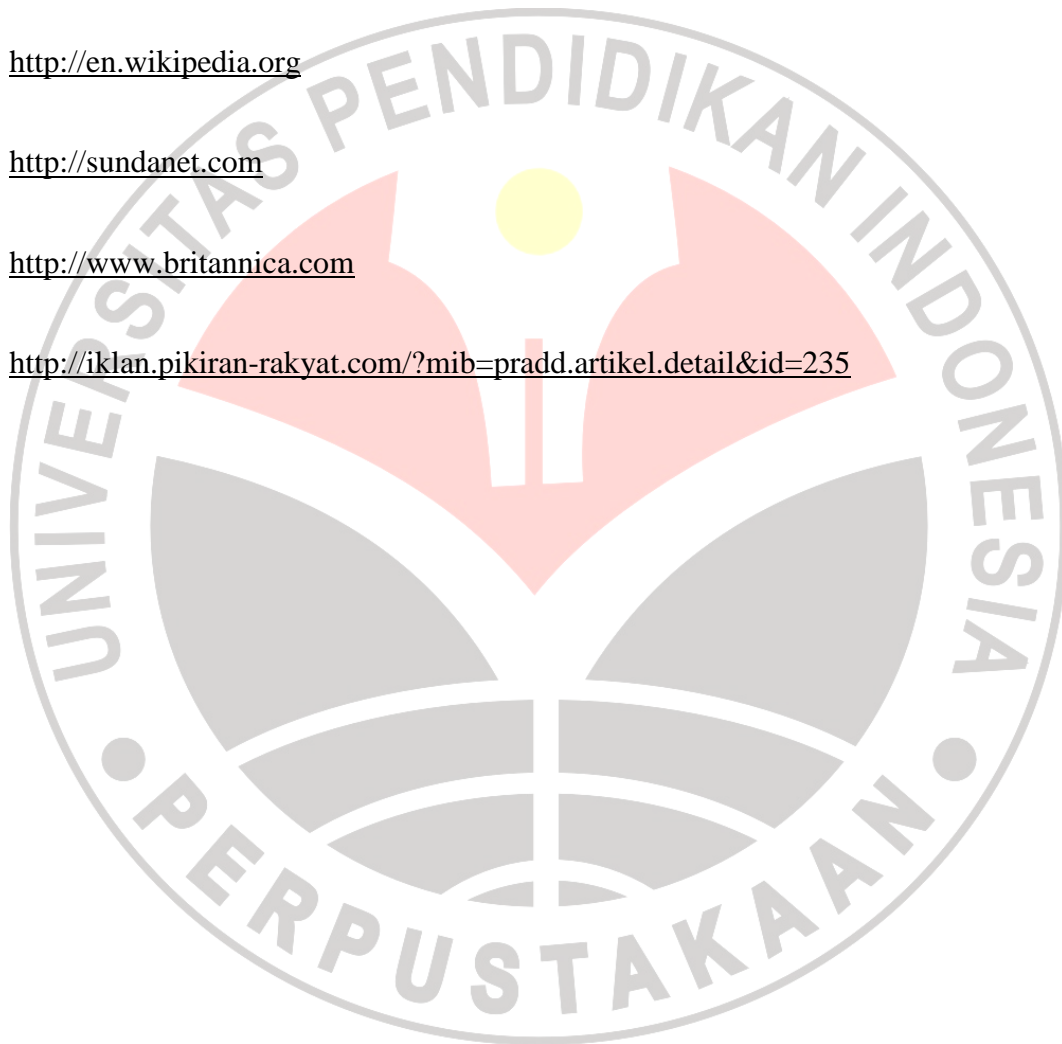 http://en.wikipedia.org
http://sundanet.com
http://www.britannica.com
http://iklan.pikiran-rakyat.com/?mib=pradd.artikel.detail&id=235
UNIVERSITAS PENDIDIKAN INDONESIA
PERPUSTAKAAN